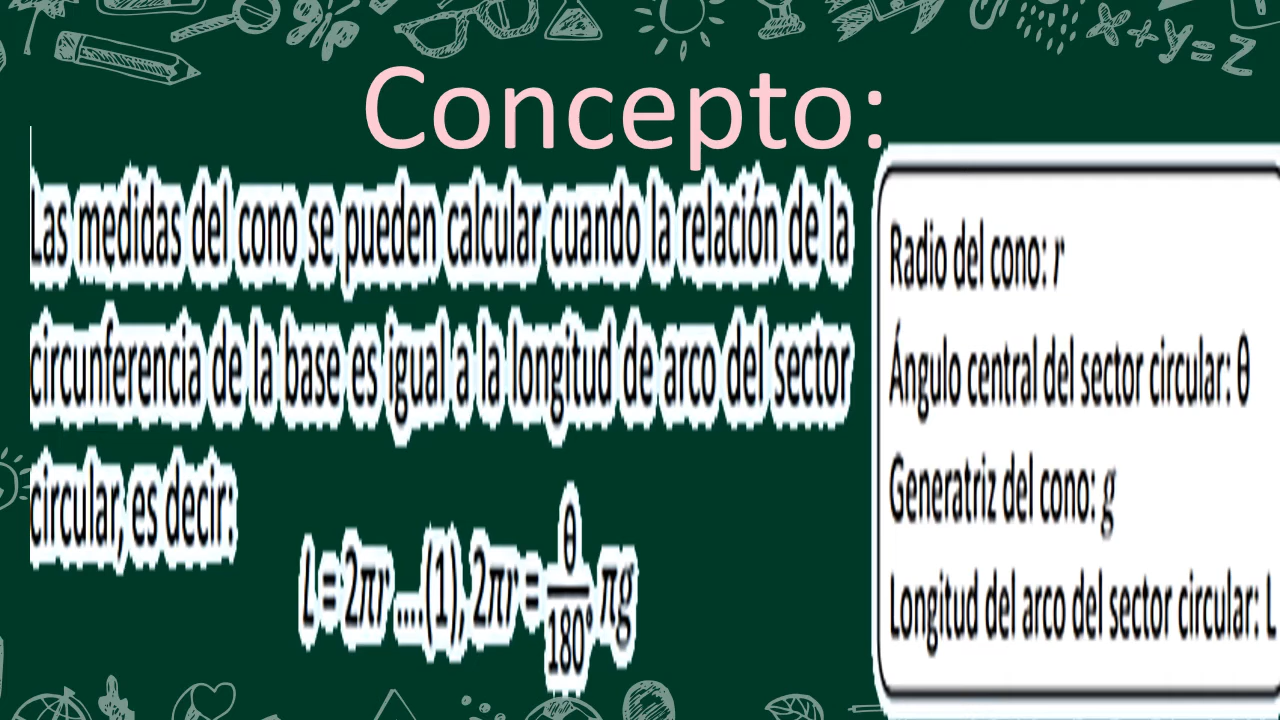 x+y=z
Concepto:
Las medidas del cono se pueden calcular cuando la relación de la
circunferencia de la base es igual a la longitud de arco del sector
circular, es decir:
L=2πr....(1), 2πr=θ/180° πg
Radio del cono: r
Ángulo central del sector circular: θ
Generatriz del cono: g
Longitud del arco del sector circular: L